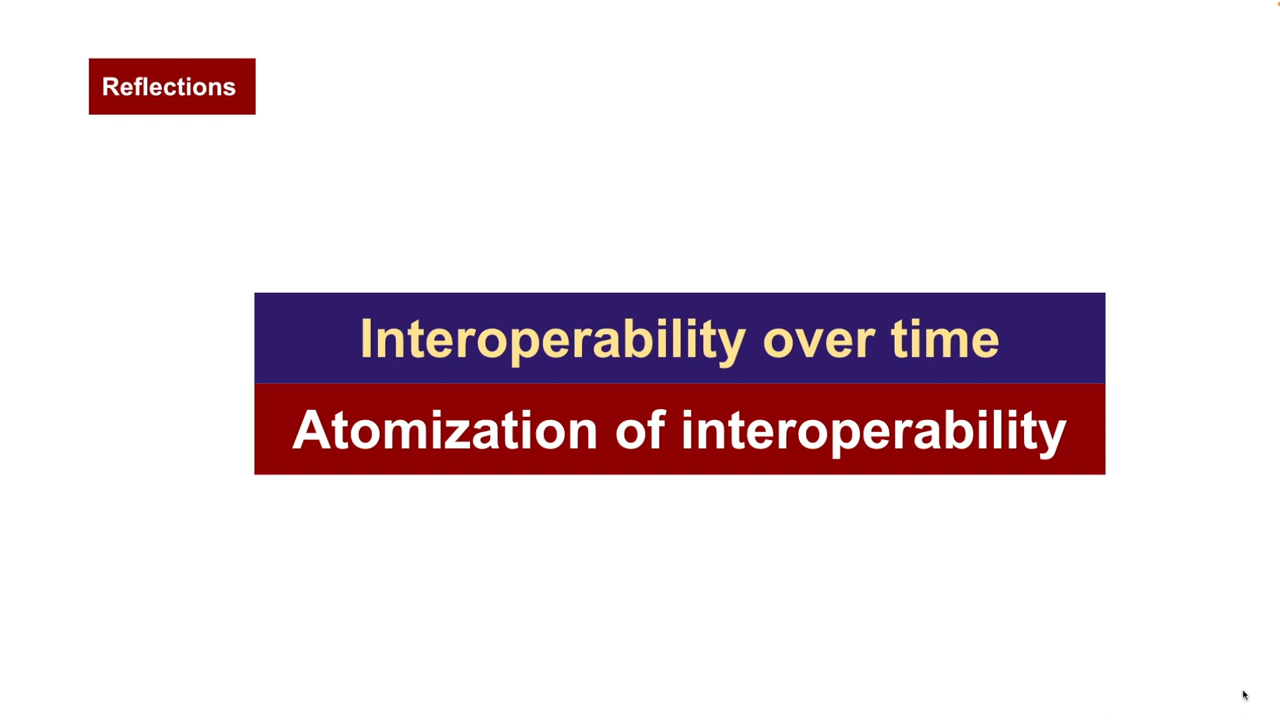 Reflections
Interoperability over time
Atomization of interoperability